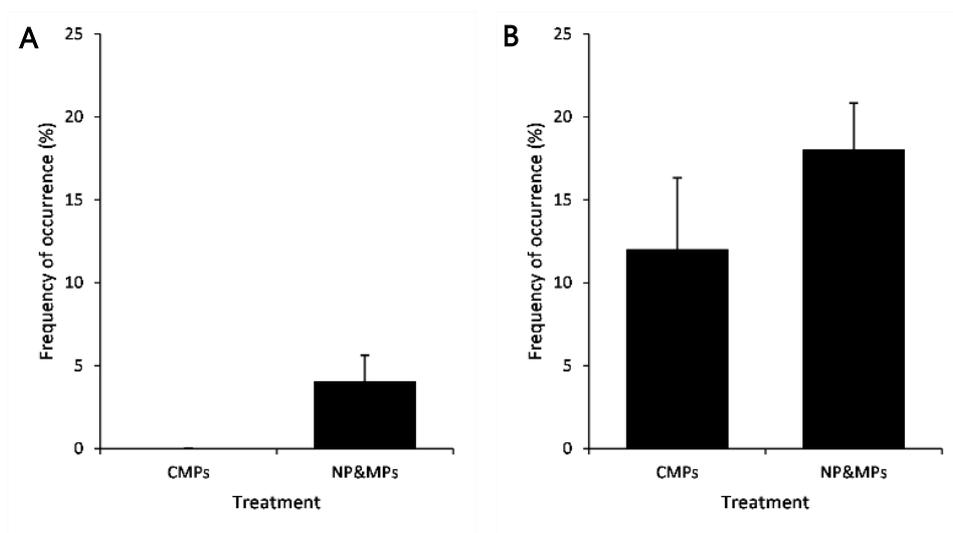 A
25
20
15
10
5
0
Frequency of occurrence (%)
CMPs NP&MPs
Treatment
B
25
20
15
10
5
0
Frequency of occurrence (%)
CMPs NP&MPs
Treatment